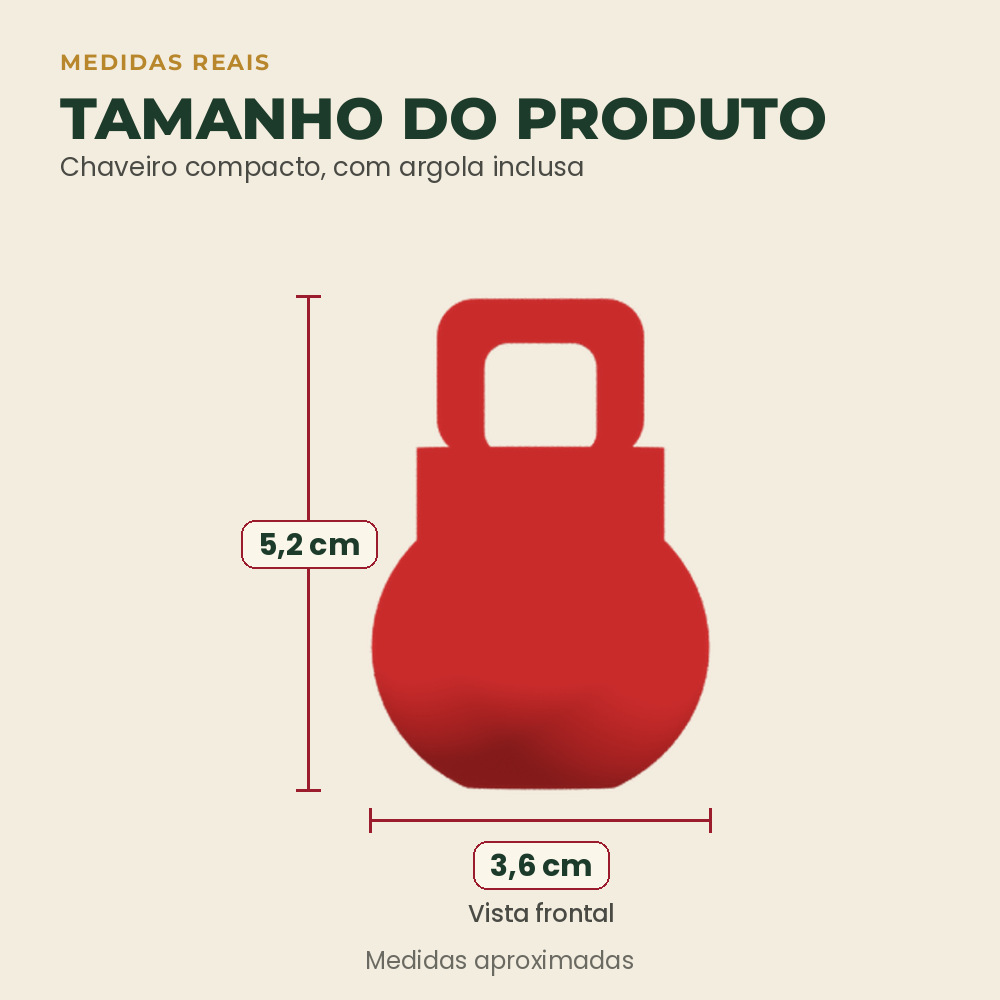 MEDIDAS REAIS
TAMANHO DO PRODUTO
Chaveiro compacto, com argola inclusa
5,2 cm
3,6 cm
Vista frontal
Medidas aproximadas